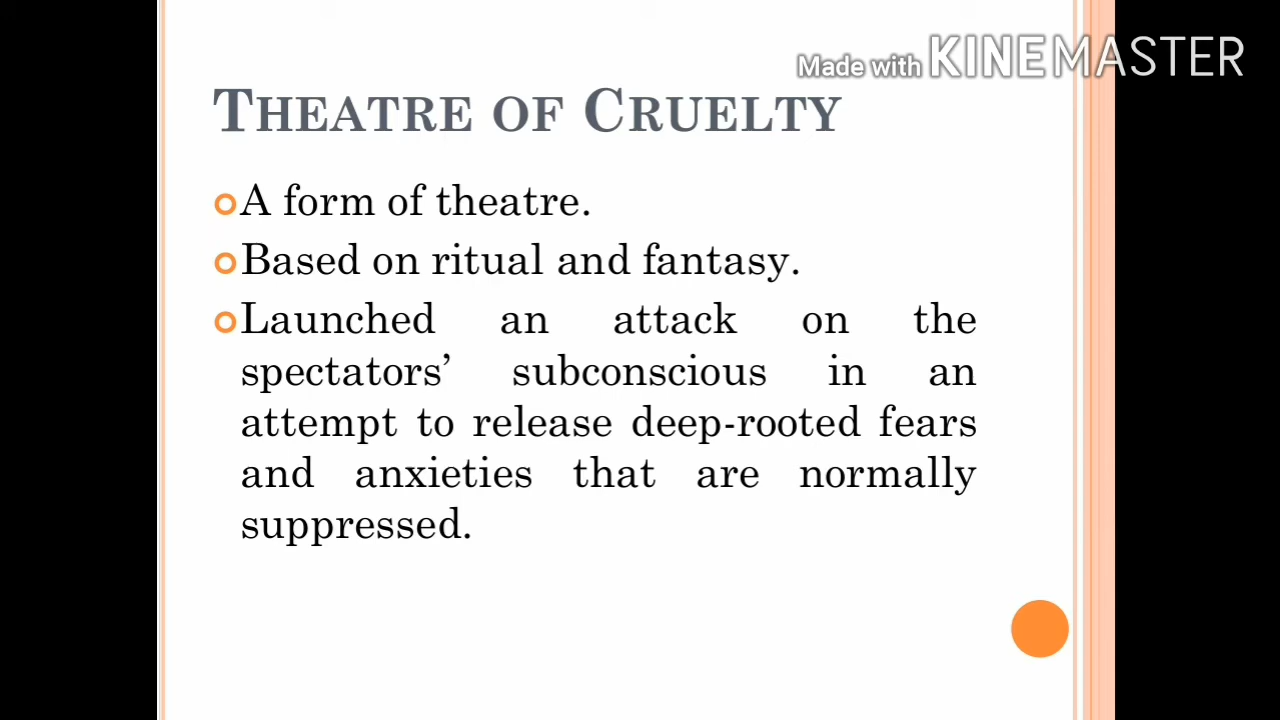 Made with KINEMASTER
THEATRE OF CRUELTY
A form of theatre.
Based on ritual and fantasy.
Launched an attack on the
spectators’ subconscious in an
attempt to release deep-rooted fears
and anxieties that are normally
suppressed.